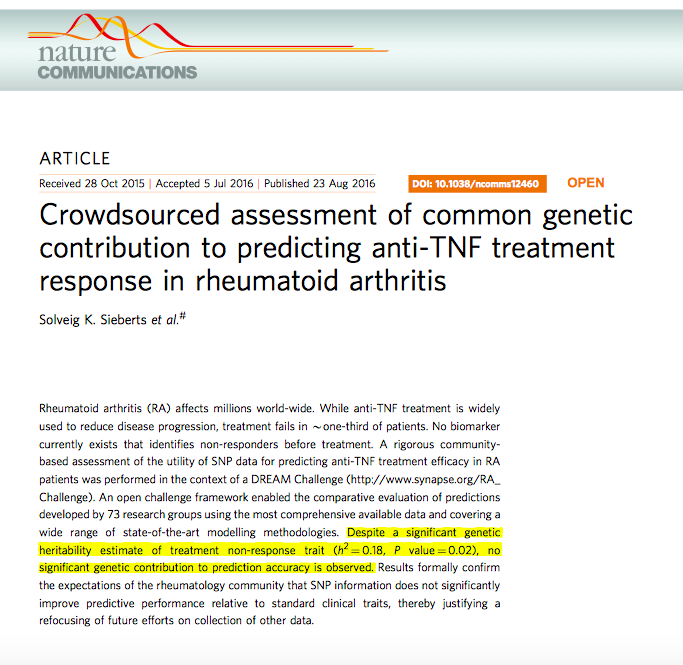 nature
COMMUNICATIONS
ARTICLE
Received 28 Oct 2015 | Accepted 5 Jul 2016 | Published 23 Aug 2016
DOI: 10.1038/ncomms12460
OPEN
Crowdsourced assessment of common genetic
contribution to predicting anti-TNF treatment
response in rheumatoid arthritis
Solveig K. Sieberts et al.#
Rheumatoid arthritis (RA) affects millions world-wide. While anti-TNF treatment is widely
used to reduce disease progression, treatment fails in ∼one-third of patients. No biomarker
currently exists that identifies non-responders before treatment. A rigorous community-
based assessment of the utility of SNP data for predicting anti-TNF treatment efficacy in RA
patients was performed in the context of a DREAM Challenge (http://www.synapse.org/RA_
Challenge). An open challenge framework enabled the comparative evaluation of predictions
developed by 73 research groups using the most comprehensive available data and covering a
wide range of state-of-the-art modelling methodologies. Despite a significant genetic
heritability estimate of treatment non-response trait (h² = 0.18, P value = 0.02), no
significant genetic contribution to prediction accuracy is observed. Results formally confirm
the expectations of the rheumatology community that SNP information does not significantly
improve predictive performance relative to standard clinical traits, thereby justifying a
refocusing of future efforts on collection of other data.